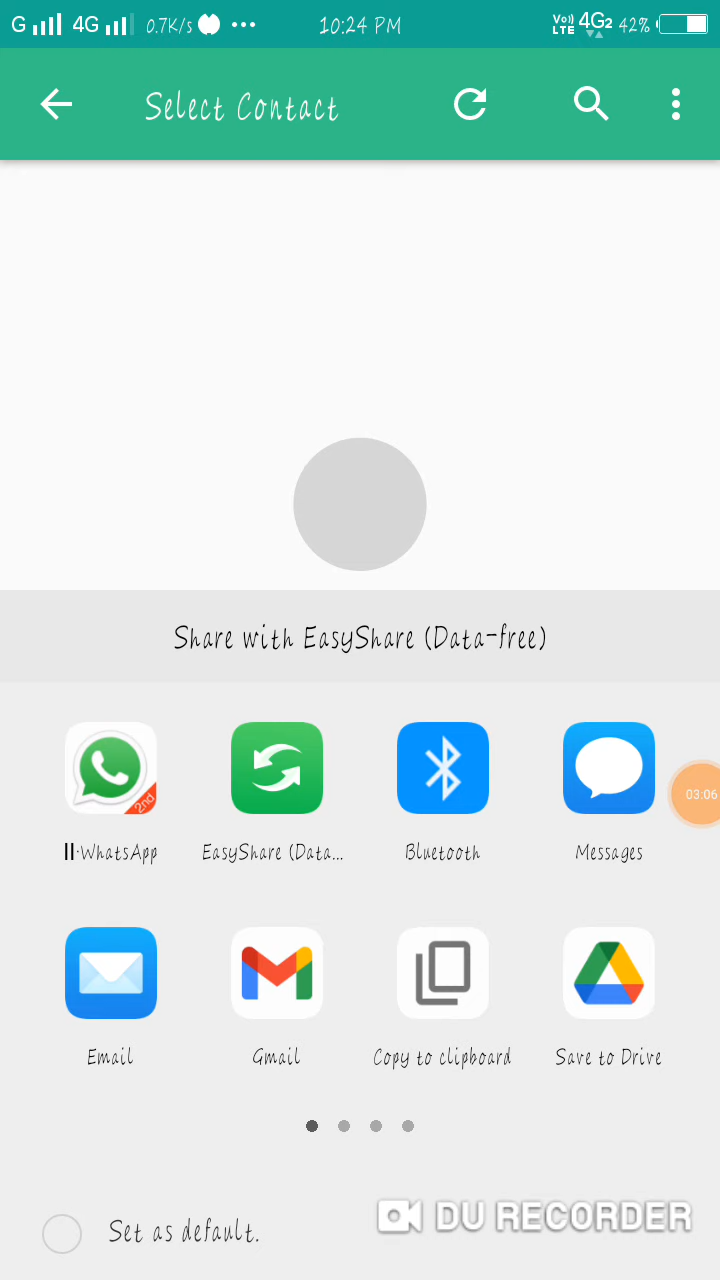 G 4G 0.7K/s ••• 10:24 PM Vo)) LTE 4G2 42%
Select Contact
Share with EasyShare (Data-free)
2nd
II·WhatsApp EasyShare (Data... Bluetooth Messages
03:06
Email Gmail Copy to clipboard Save to Drive
Set as default.
DU RECORDER